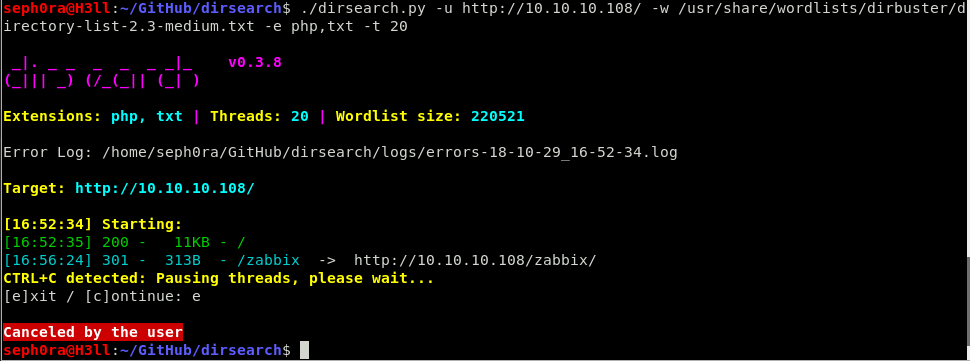 seph0ra@H3ll:~/GitHub/dirsearch$ ./dirsearch.py -u http://10.10.10.108/ -w /usr/share/wordlists/dirbuster/d
irectory-list-2.3-medium.txt -e php,txt -t 20
 _|. _ _  _  _  _ _|_    v0.3.8
(_||| _) (/_(_|| (_| )
Extensions: php, txt | Threads: 20 | Wordlist size: 220521
Error Log: /home/seph0ra/GitHub/dirsearch/logs/errors-18-10-29_16-52-34.log
Target: http://10.10.10.108/
[16:52:34] Starting:
[16:52:35] 200 -   11KB - /
[16:56:24] 301 -  313B  - /zabbix  ->  http://10.10.10.108/zabbix/
CTRL+C detected: Pausing threads, please wait...
[e]xit / [c]ontinue: e
Canceled by the user
seph0ra@H3ll:~/GitHub/dirsearch$